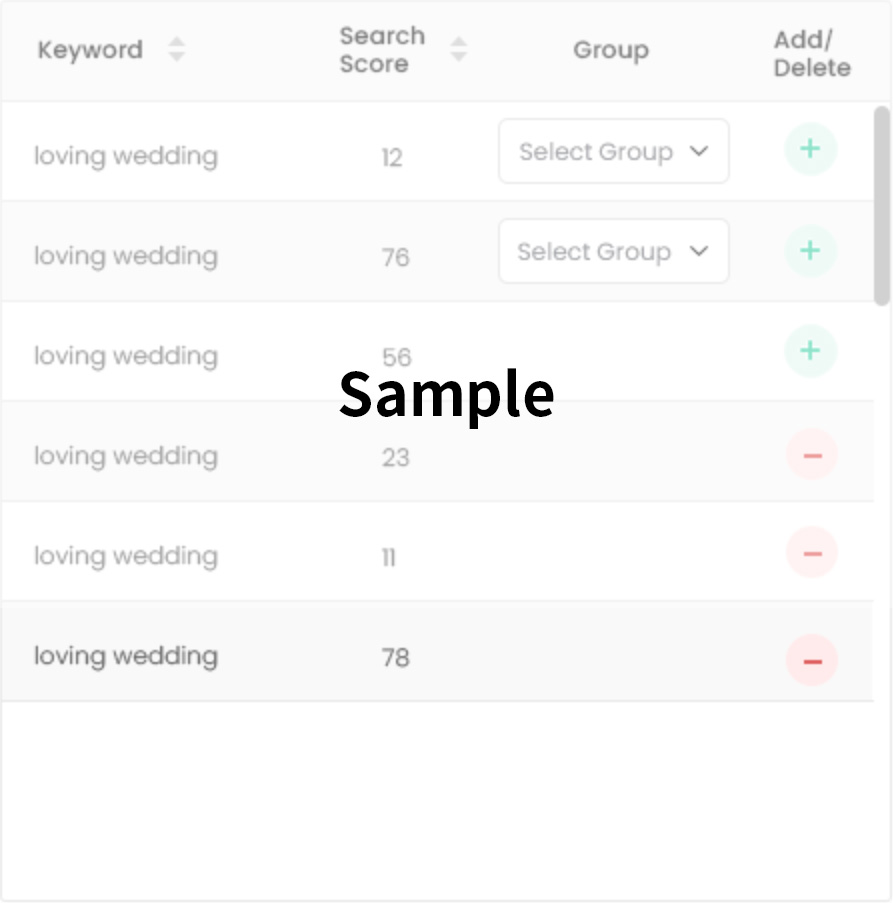 Keyword Search Score Group Add/ Delete
loving wedding 12 Select Group +
loving wedding 76 Select Group +
loving wedding 56 +
Sample
loving wedding 23 –
loving wedding 11 –
loving wedding 78 –